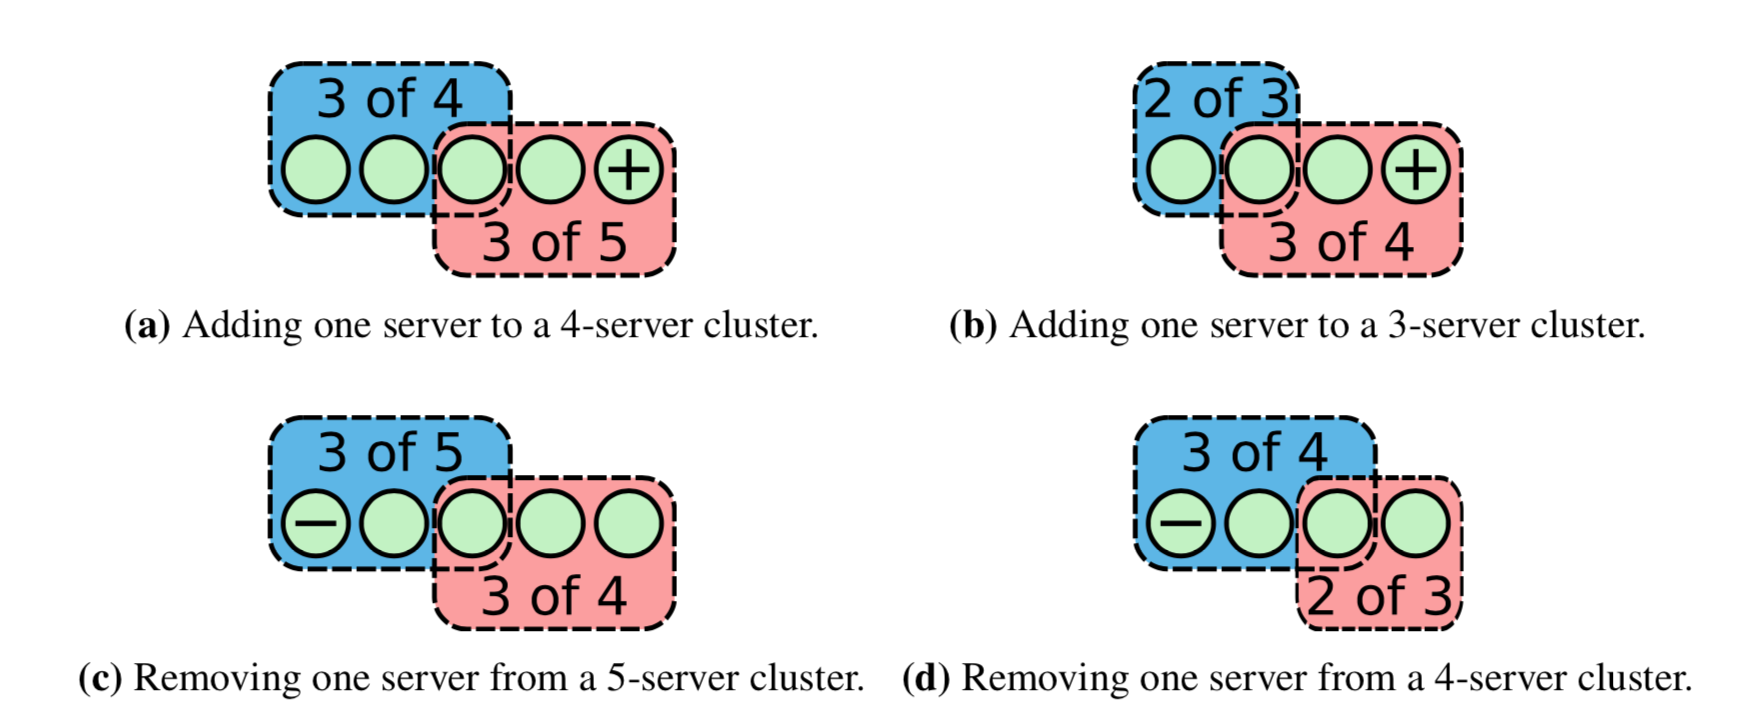 3 of 4
+
3 of 5
(a) Adding one server to a 4-server cluster.
2 of 3
+
3 of 4
(b) Adding one server to a 3-server cluster.
3 of 5
−
3 of 4
(c) Removing one server from a 5-server cluster.
3 of 4
−
2 of 3
(d) Removing one server from a 4-server cluster.